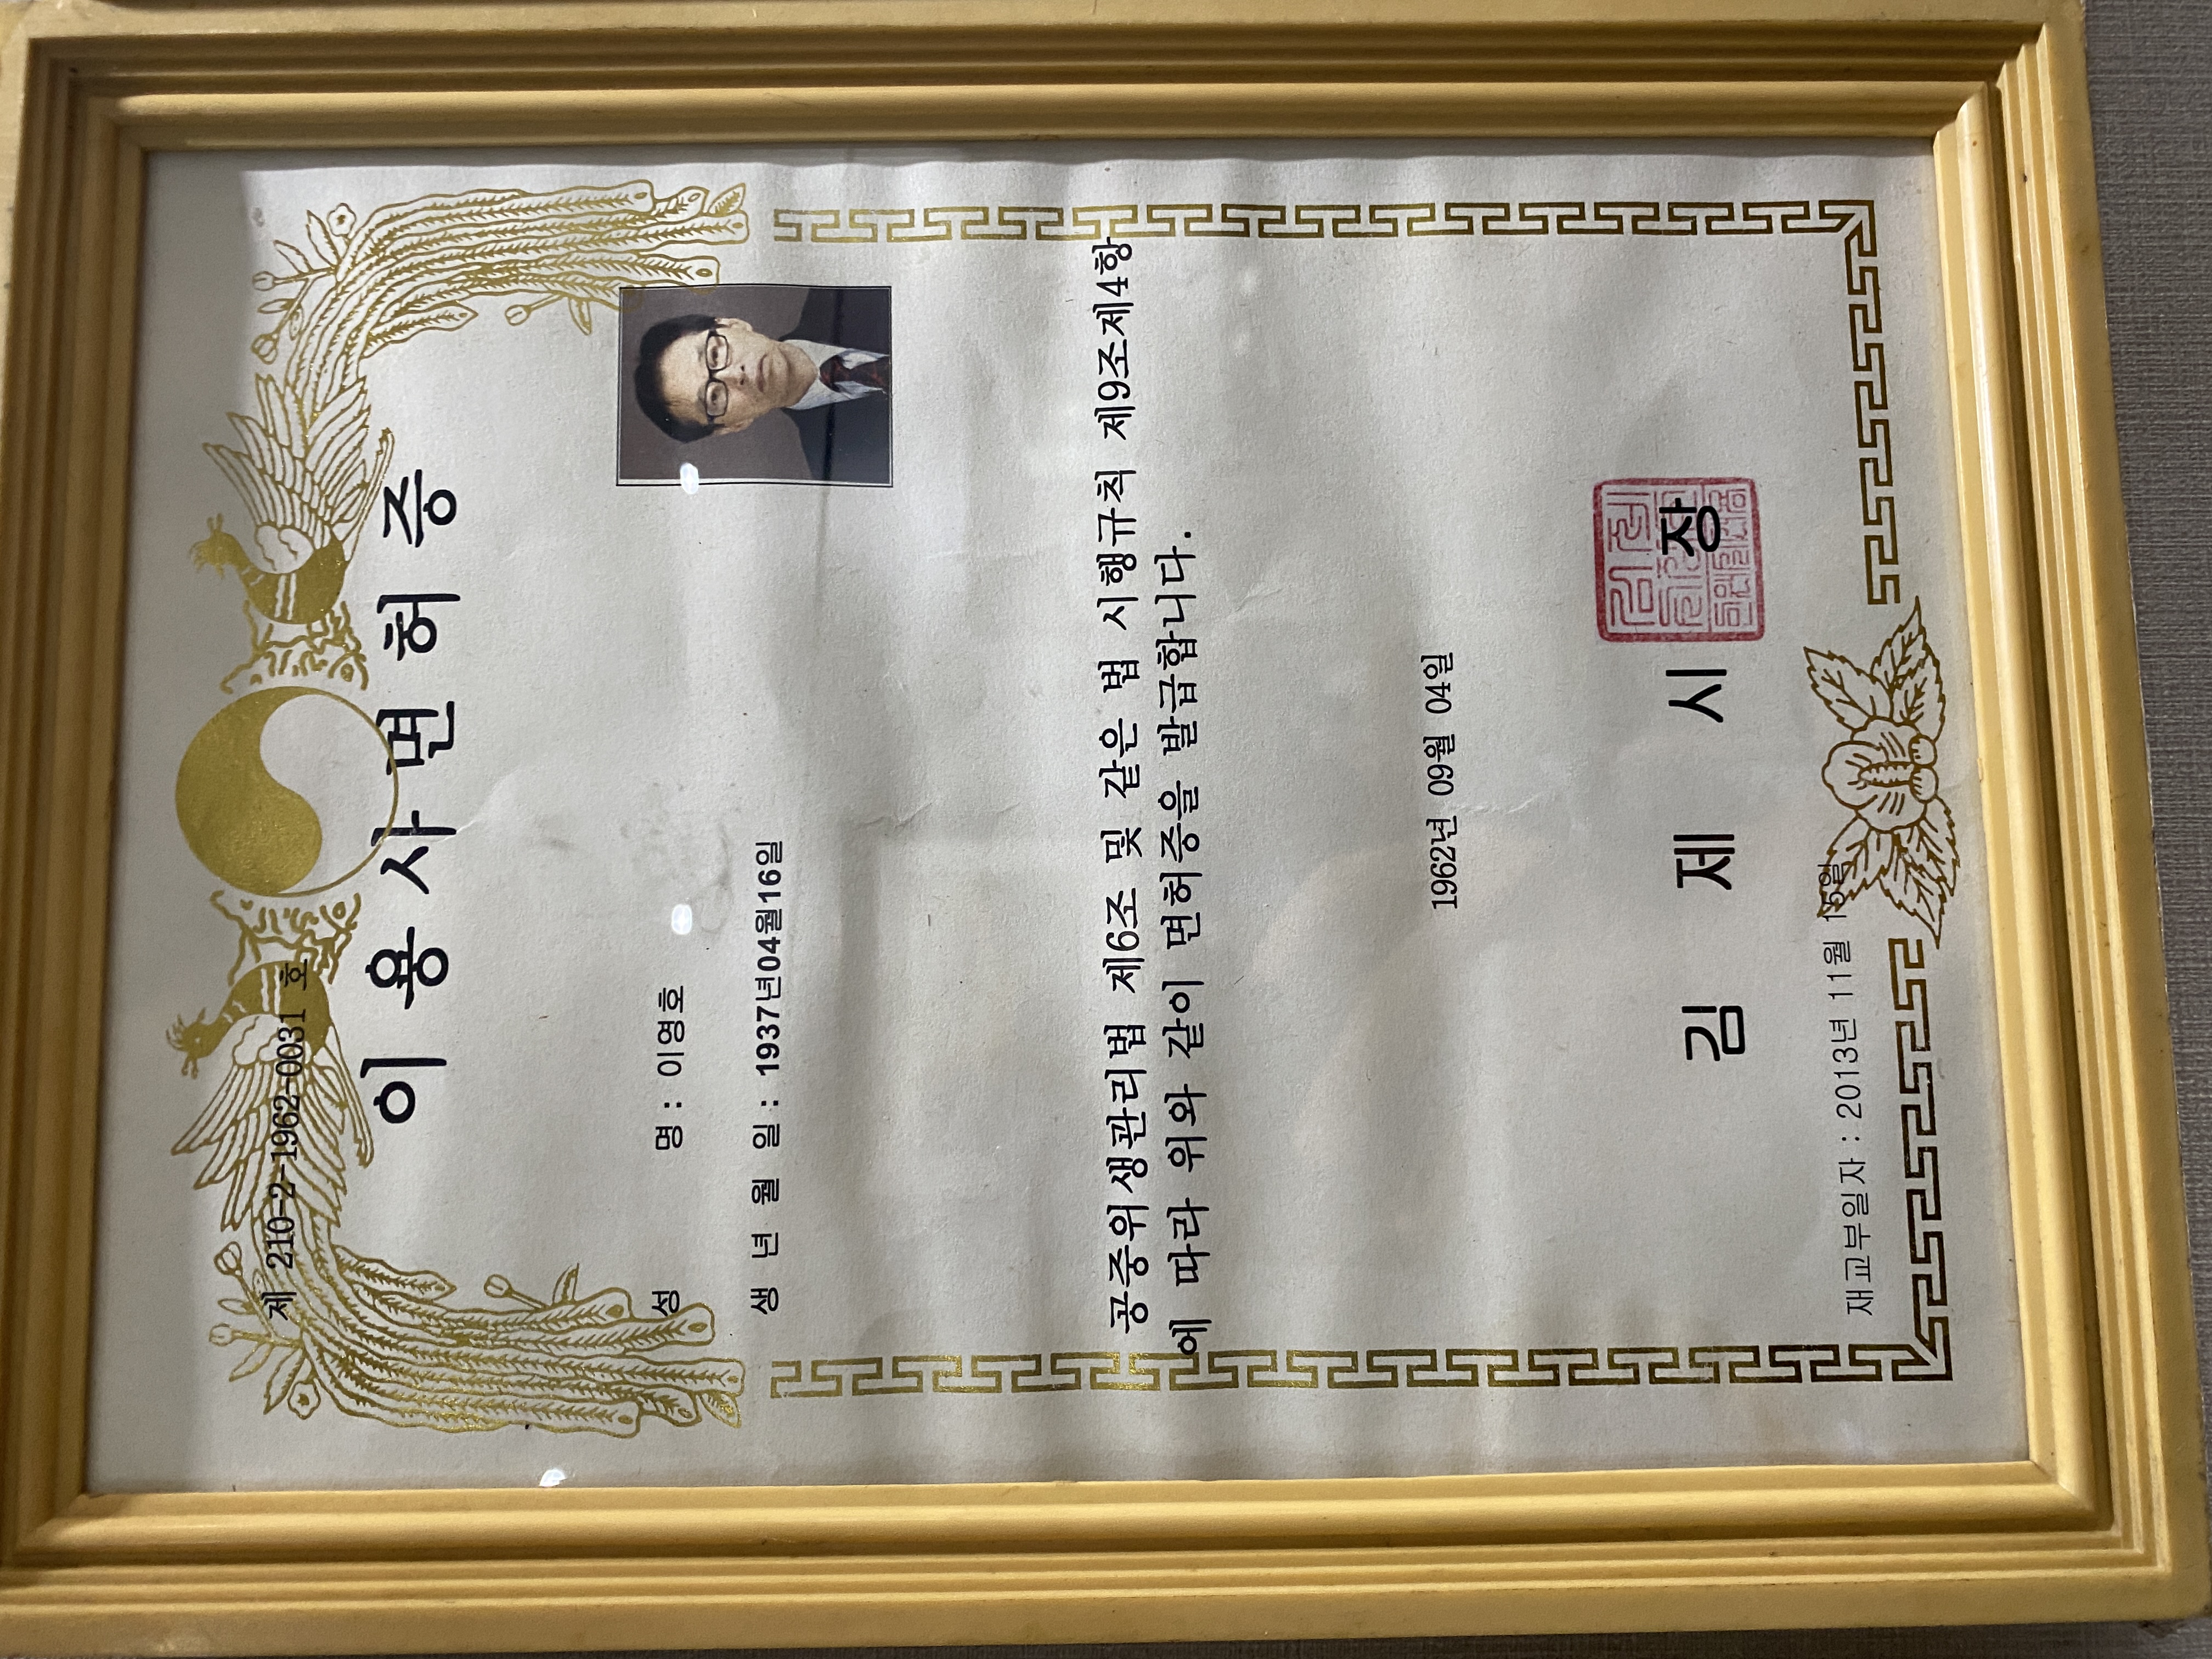 제 210-2-1962-0031 호
이용사면허증
성 명 : 이영호
생 년 월 일 : 1937년04월16일
공중위생관리법 제6조 및 같은 법 시행규칙 제9조제4항
에 따라 위와 같이 면허증을 발급합니다.
1962년 09월 04일
김 제 시 장
재교부일자 : 2013년 11월 15일